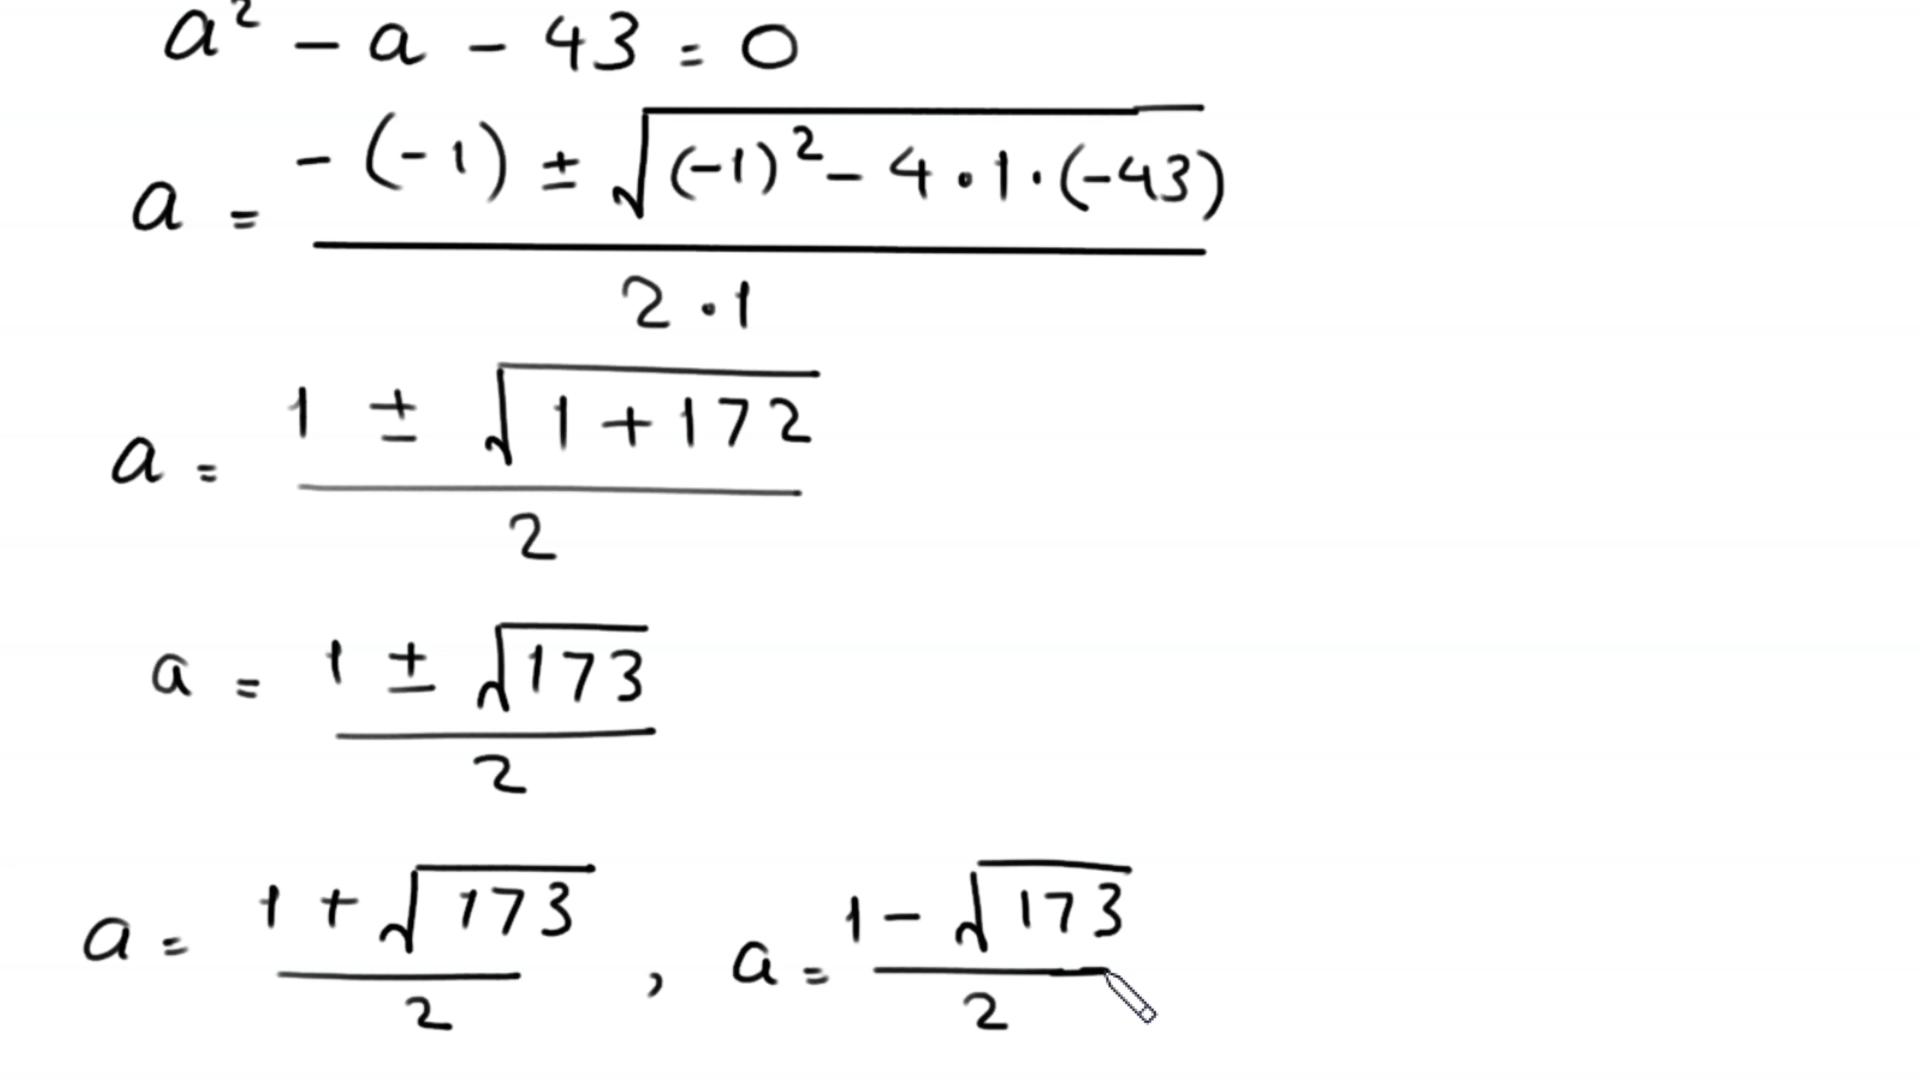 a² - a - 43 = 0
a = (-(-1) ± √((-1)² - 4·1·(-43))) / (2·1)
a = (1 ± √(1 + 172)) / 2
a = (1 ± √173) / 2
a = (1 + √173) / 2 , a = (1 - √173) / 2